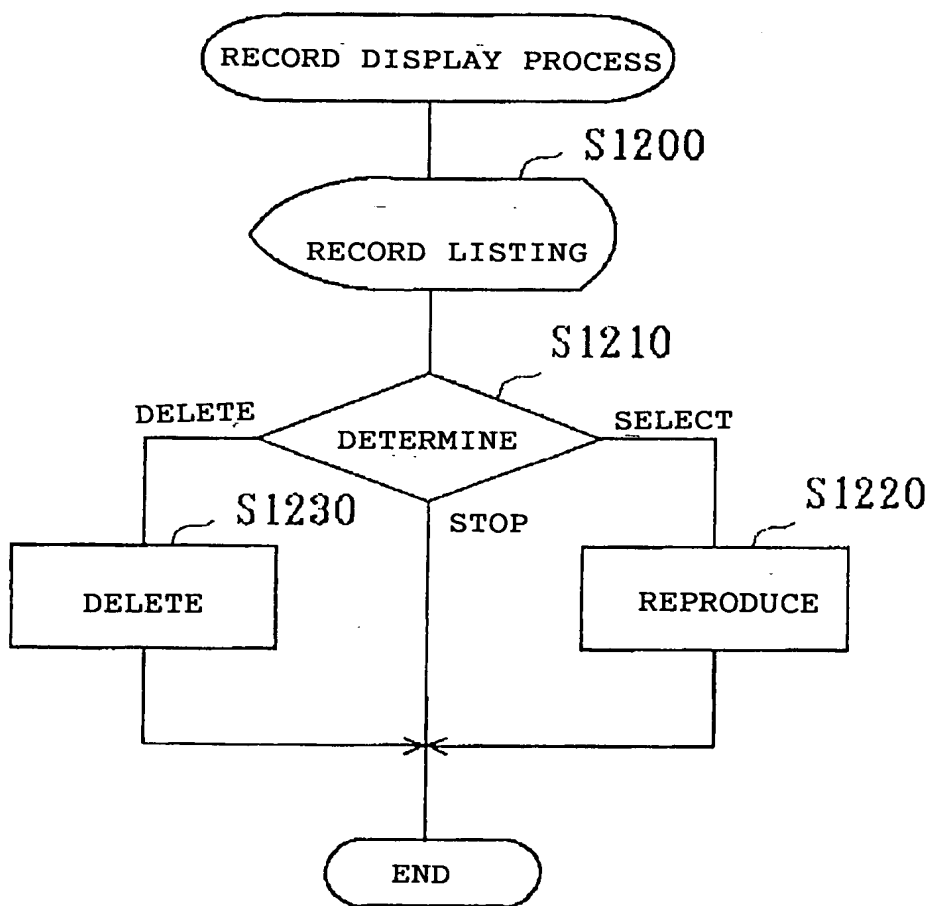 RECORD DISPLAY PROCESS
S1200
RECORD LISTING
S1210
DELETE
DETERMINE
SELECT
S1230
STOP
S1220
DELETE
REPRODUCE
END